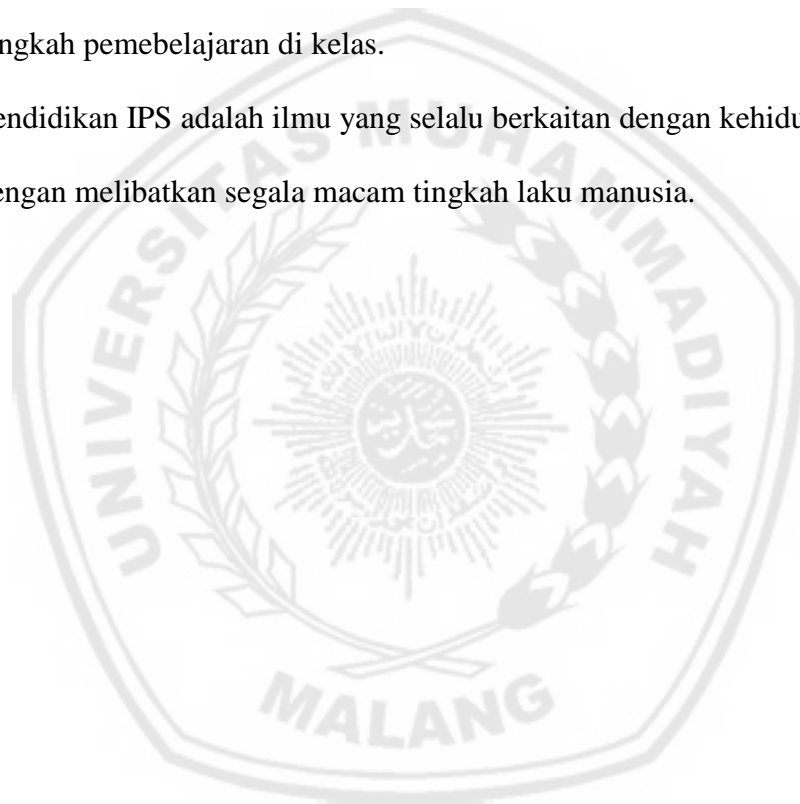 ngkah pemebelajaran di kelas.
endidikan IPS adalah ilmu yang selalu berkaitan dengan kehidu
engan melibatkan segala macam tingkah laku manusia.
UNIVERSITAS MUHAMMADIYAH
MALANG